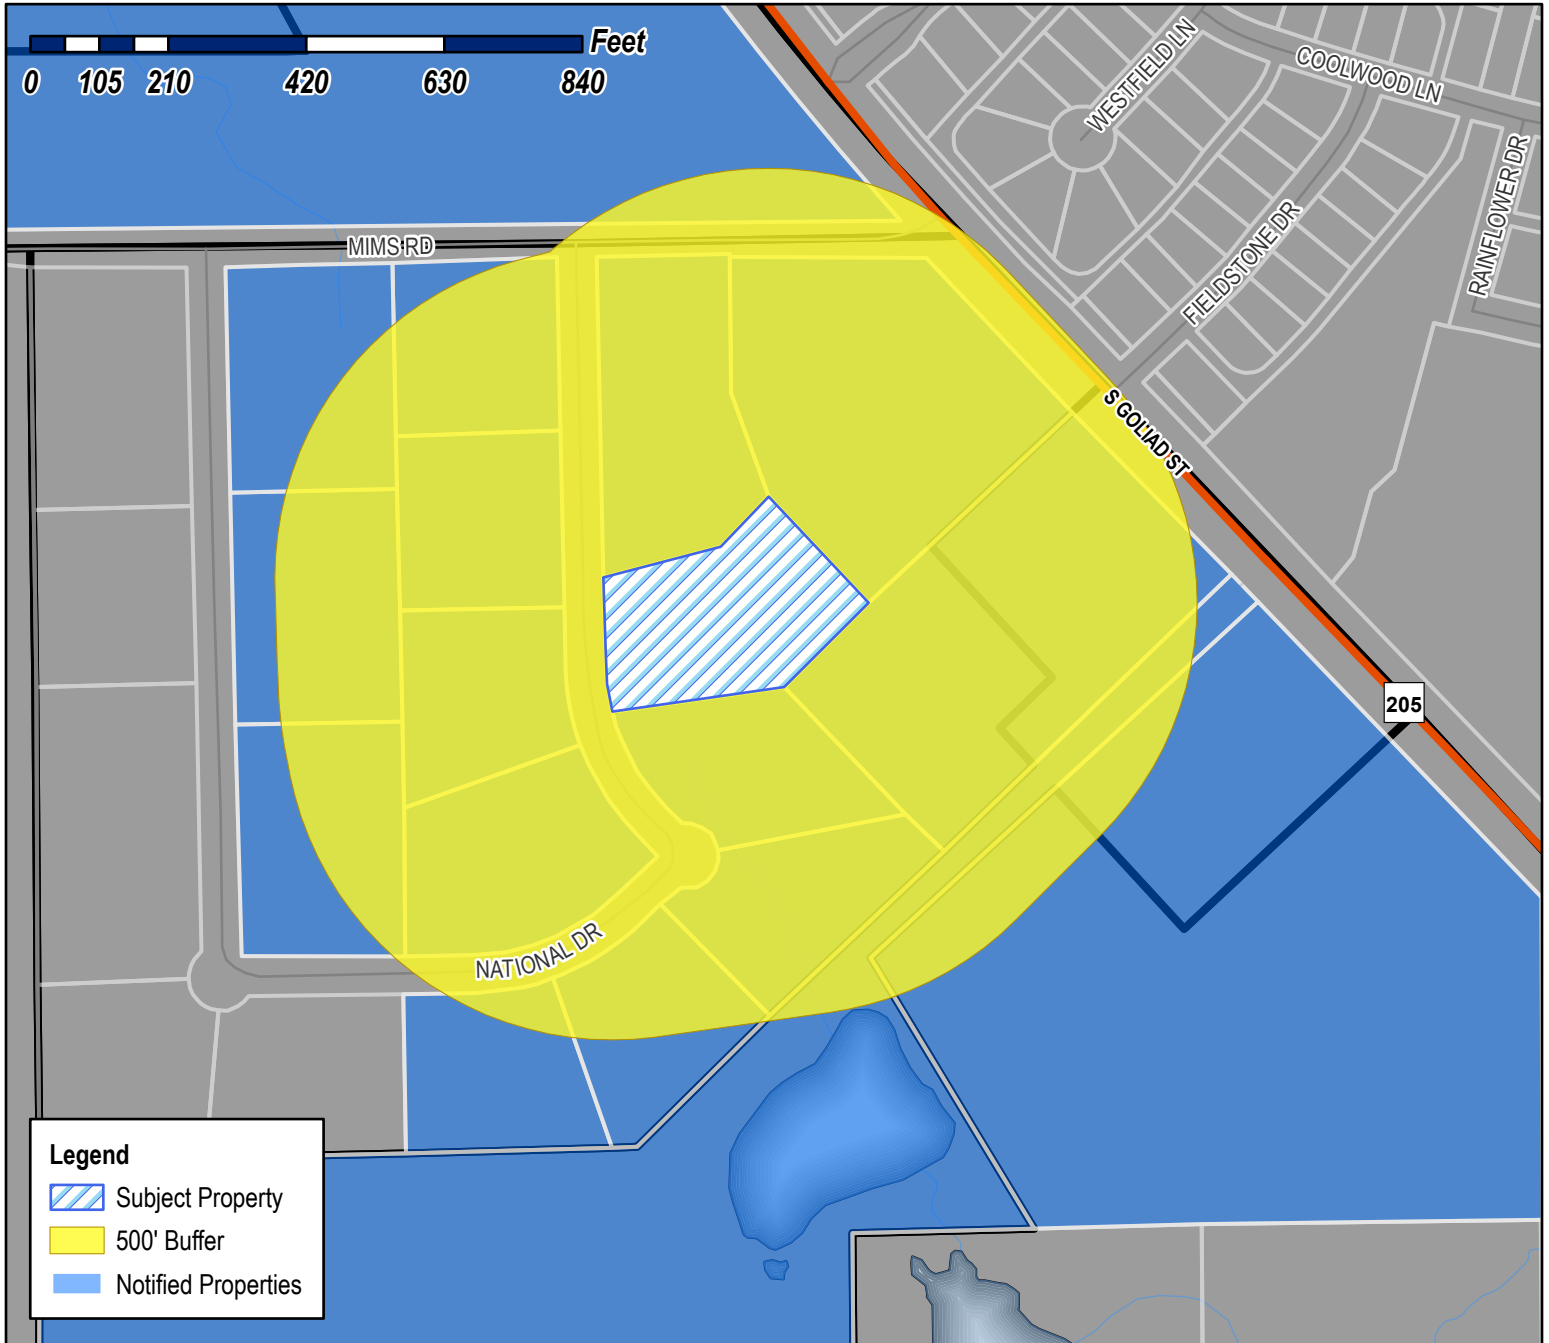 Feet
0 105 210 420 630 840
WESTFIELD LN
COOLWOOD LN
RAINFLOWER DR
FIELDSTONE DR
MIMS RD
S GOLIAD ST
205
NATIONAL DR
Legend
Subject Property
500' Buffer
Notified Properties